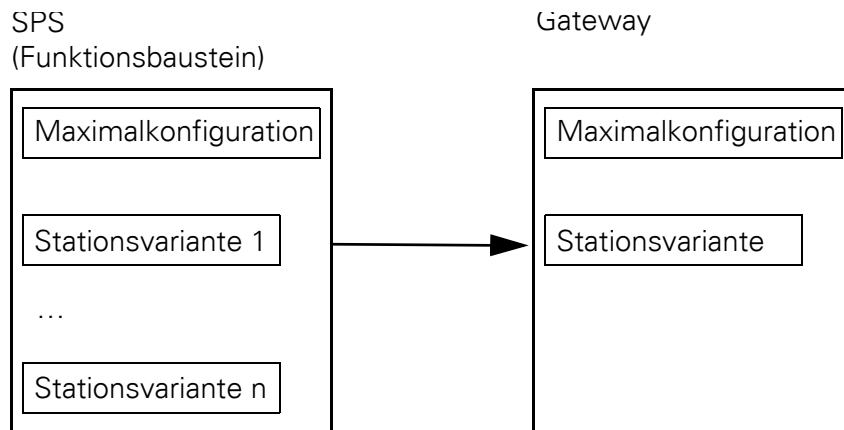 SPS
(Funktionsbaustein)
Gateway
Maximalkonfiguration
Stationsvariante 1
…
Stationsvariante n
Maximalkonfiguration
Stationsvariante